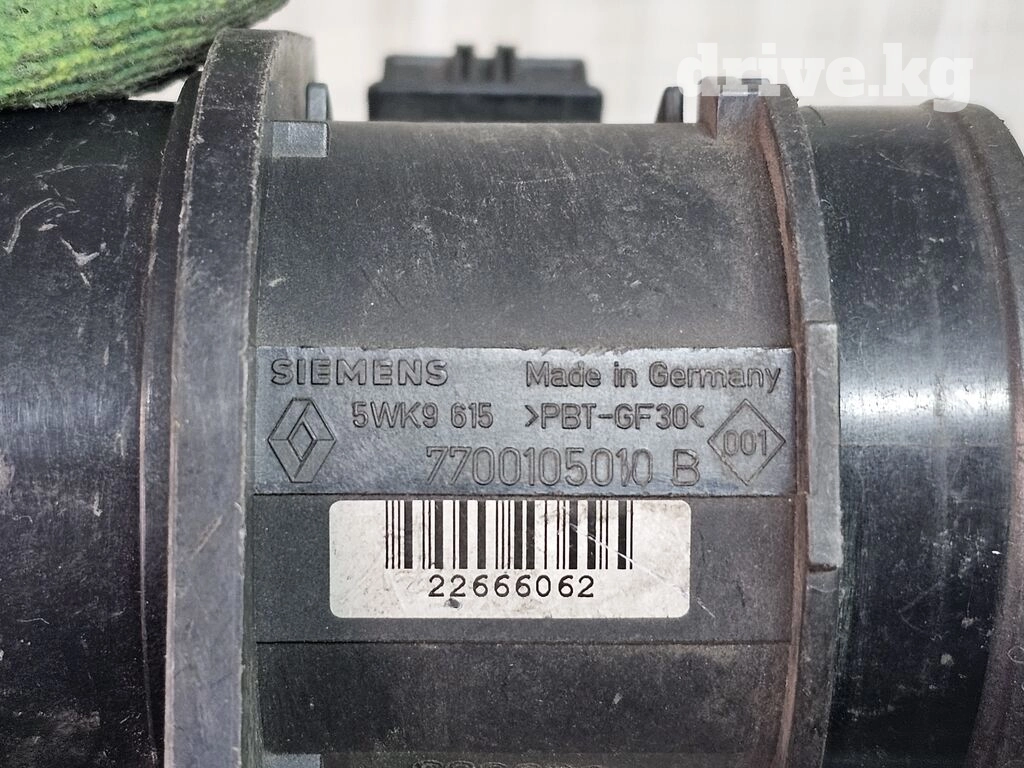 drive.kg
SIEMENS Made in Germany
5WK9 615 >PBT-GF30<
7700105010 B 001
22666062